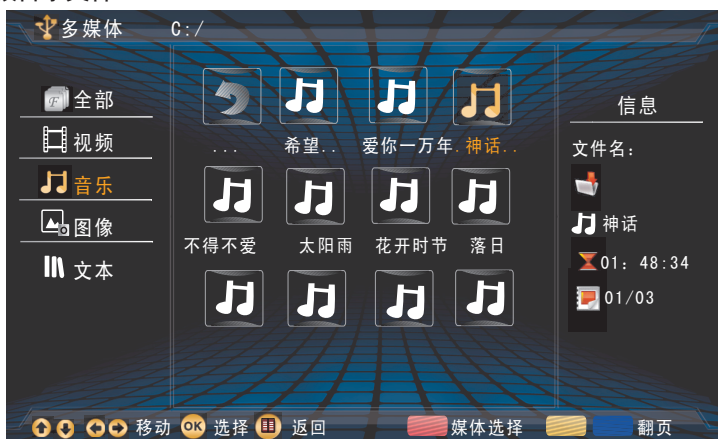 多媒体 C:/
全部
视频
音乐
图像
文本
... 希望.. 爱你一万年. 神话..
不得不爱 太阳雨 花开时节 落日
信息
文件名:
神话
01: 48:34
01/03
移动 OK 选择 返回 媒体选择 翻页